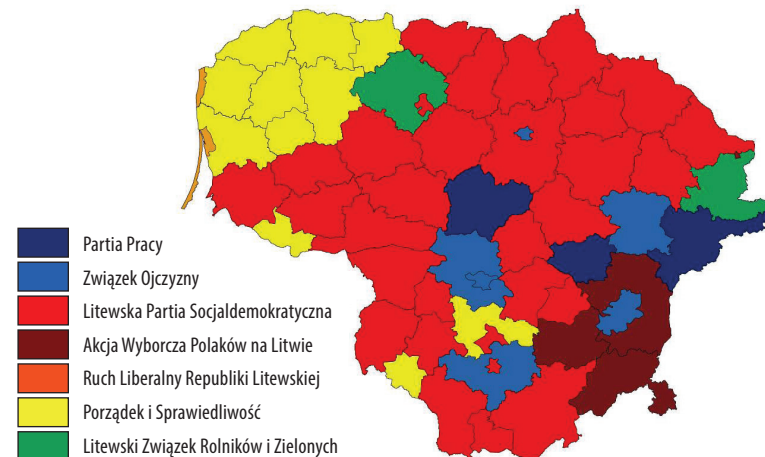 Partia Pracy
Związek Ojczyzny
Litewska Partia Socjaldemokratyczna
Akcja Wyborcza Polaków na Litwie
Ruch Liberalny Republiki Litewskiej
Porządek i Sprawiedliwość
Litewski Związek Rolników i Zielonych